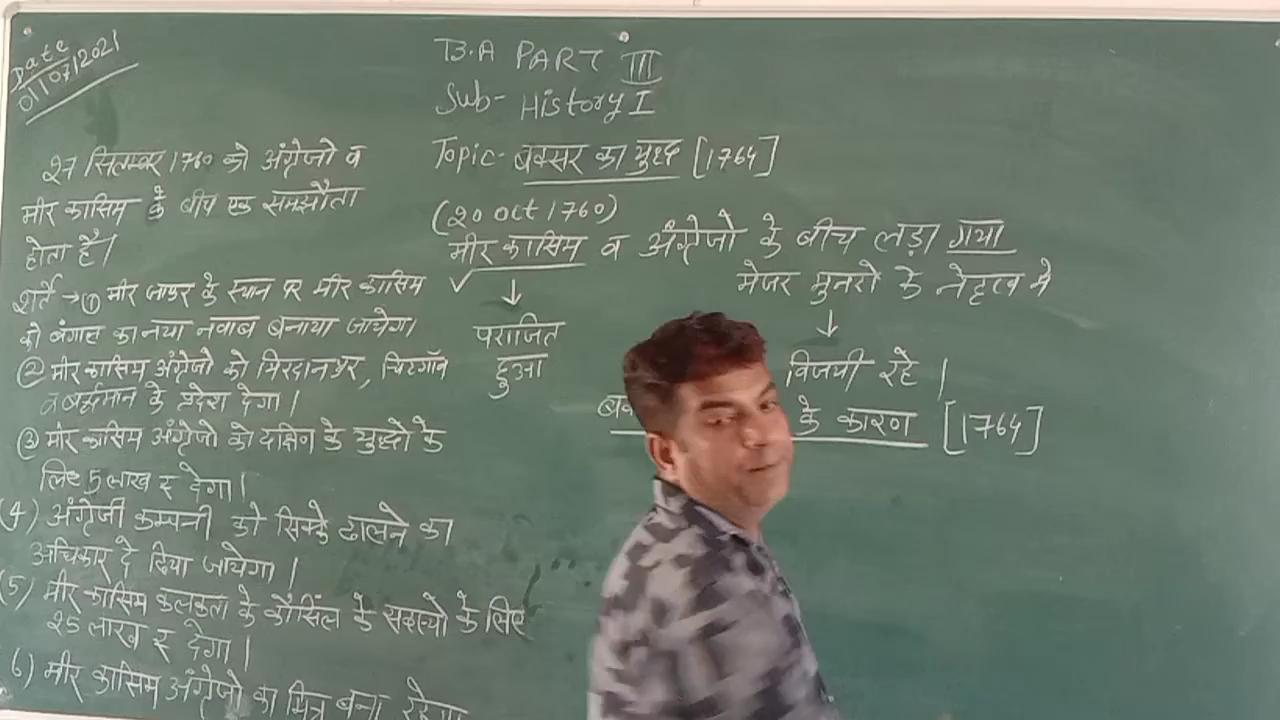 Date
01/07/2021
B.A PART III
Sub- History I
Topic- बक्सर का युद्ध [1764]
(20 oct 1760)
मीर कासिम व अंग्रेजो के बीच लड़ा गया
मेजर मुनरो के नेतृत्व मे
पराजित
हुआ
विजयी रहे |
के कारण [1764]
27 सितम्बर 1760 को अंग्रेजो व
मीर कासिम के बीच एक समझौता
होता है|
शर्ते → ① मीर जाफर के स्थान पर मीर कासिम
को बंगाल का नया नवाब बनाया जायेगा|
② मीर कासिम अंग्रेजो को मिदनापुर, चिटगाँव
व बर्द्धमान के प्रदेश देगा|
③ मीर कासिम अंग्रेजो को दक्षिण के युद्धो के
लिए 5 लाख रु देगा|
(4) अंग्रेजी कम्पनी को सिक्के ढालने का
अधिकार दे दिया जायेगा|
(5) मीर कासिम कलकत्ता के कौंसिल के सदस्यो के लिए
25 लाख रु देगा|
6) मीर कासिम अंग्रेजो का मित्र बना रहेगा